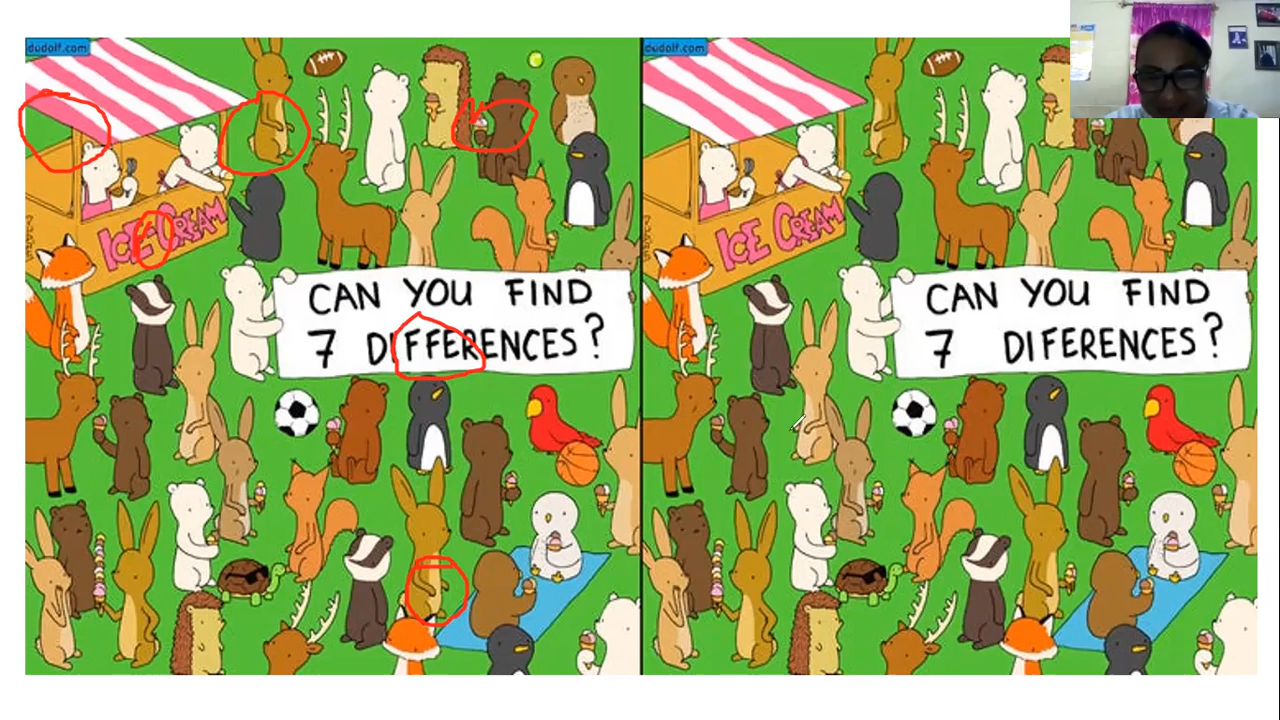 dudolf.com
ICE CREAM
CAN YOU FIND
7 DIFFERENCES?
dudolf.com
ICE CREAM
CAN YOU FIND
7 DIFERENCES?